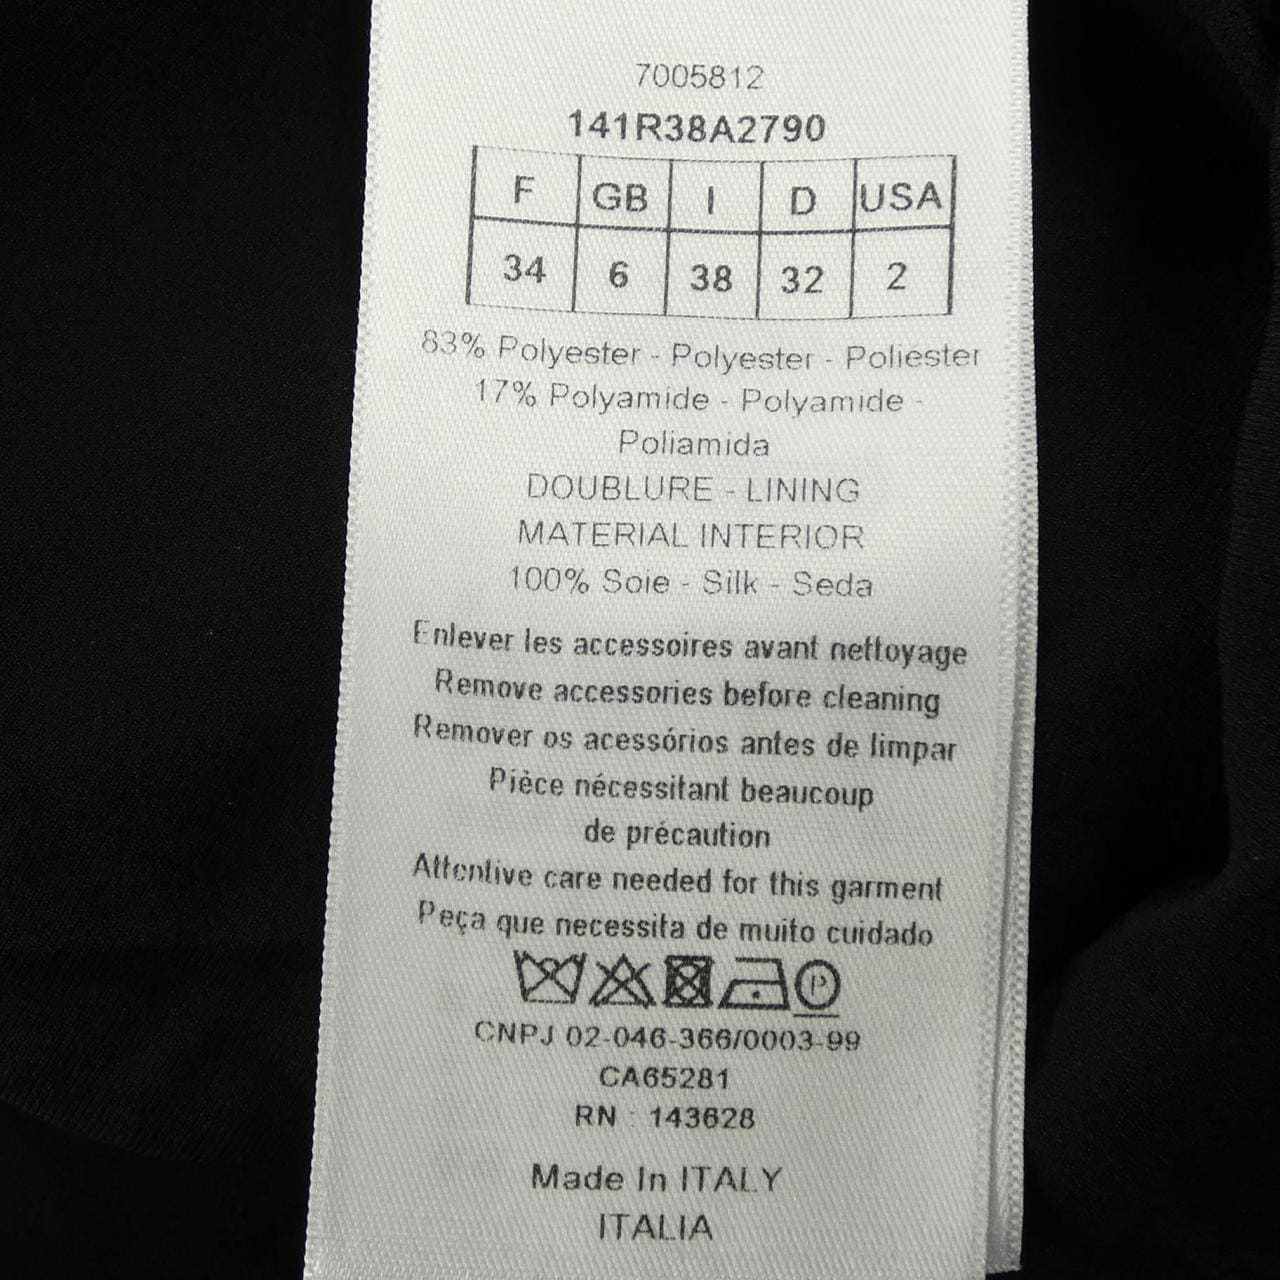 7005812
141R38A2790
F GB I D USA
34 6 38 32 2
83% Polyester - Polyester - Poliéster
17% Polyamide - Polyamide -
Poliamida
DOUBLURE - LINING
MATERIAL INTERIOR
100% Soie - Silk - Seda
Enlever les accessoires avant nettoyage
Remove accessories before cleaning
Remover os acessórios antes de limpar
Pièce nécessitant beaucoup
de précaution
Attentive care needed for this garment
Peça que necessita de muito cuidado
P
CNPJ 02-046-366/0003-99
CA65281
RN : 143628
Made In ITALY
ITALIA